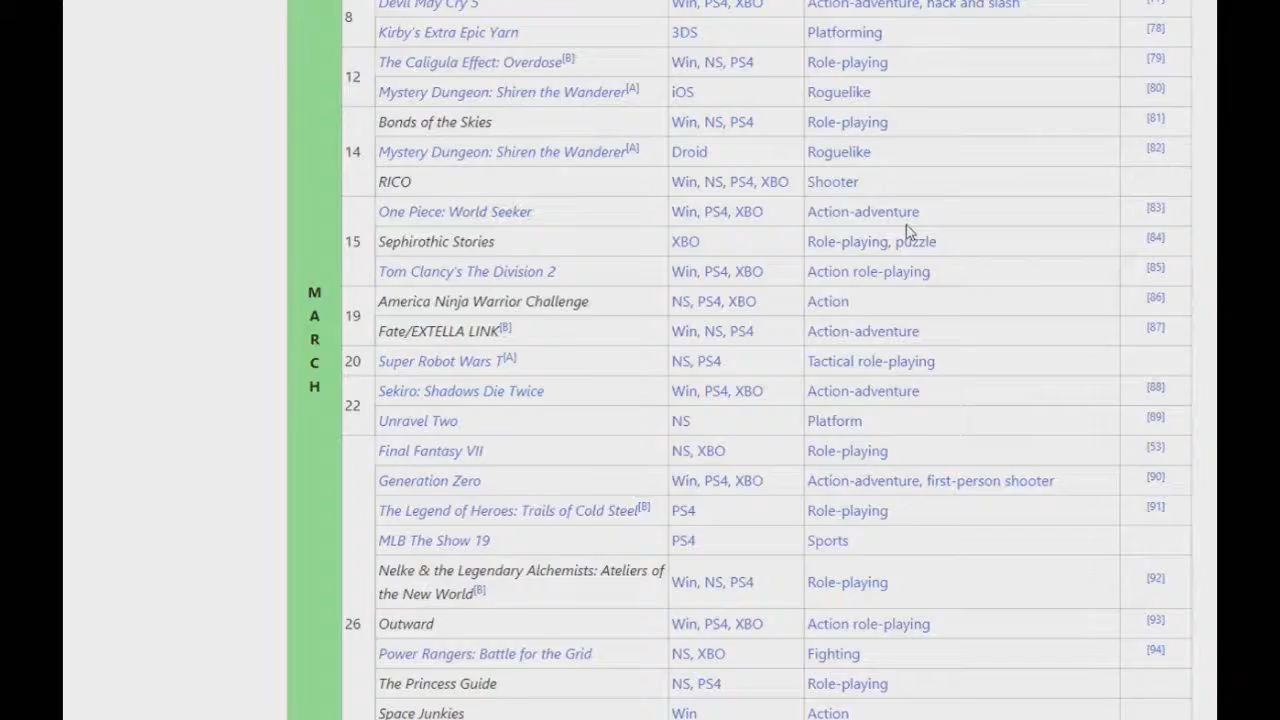 8
Devil May Cry 5 Win, PS4, XBO Action-adventure, hack and slash [77]
Kirby's Extra Epic Yarn 3DS Platforming [78]
12
The Caligula Effect: Overdose[B] Win, NS, PS4 Role-playing [79]
Mystery Dungeon: Shiren the Wanderer[A] iOS Roguelike [80]
14
Bonds of the Skies Win, NS, PS4 Role-playing [81]
Mystery Dungeon: Shiren the Wanderer[A] Droid Roguelike [82]
RICO Win, NS, PS4, XBO Shooter
15
One Piece: World Seeker Win, PS4, XBO Action-adventure [83]
Sephirothic Stories XBO Role-playing, puzzle [84]
Tom Clancy's The Division 2 Win, PS4, XBO Action role-playing [85]
MARCH
19
America Ninja Warrior Challenge NS, PS4, XBO Action [86]
Fate/EXTELLA LINK[B] Win, NS, PS4 Action-adventure [87]
20 Super Robot Wars T[A] NS, PS4 Tactical role-playing
22
Sekiro: Shadows Die Twice Win, PS4, XBO Action-adventure [88]
Unravel Two NS Platform [89]
26
Final Fantasy VII NS, XBO Role-playing [53]
Generation Zero Win, PS4, XBO Action-adventure, first-person shooter [90]
The Legend of Heroes: Trails of Cold Steel[B] PS4 Role-playing [91]
MLB The Show 19 PS4 Sports
Nelke & the Legendary Alchemists: Ateliers of
the New World[B] Win, NS, PS4 Role-playing [92]
Outward Win, PS4, XBO Action role-playing [93]
Power Rangers: Battle for the Grid NS, XBO Fighting [94]
The Princess Guide NS, PS4 Role-playing
Space Junkies Win Action